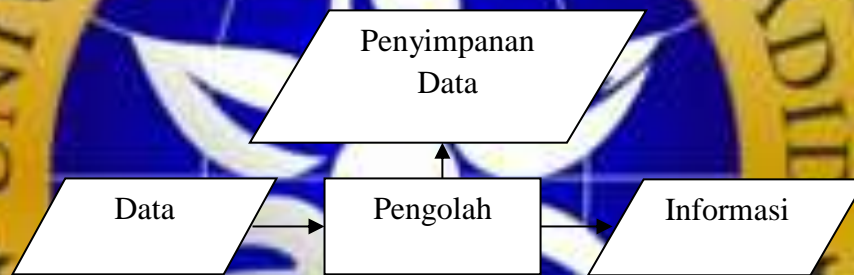 Penyimpanan
Data
Data
Pengolah
Informasi